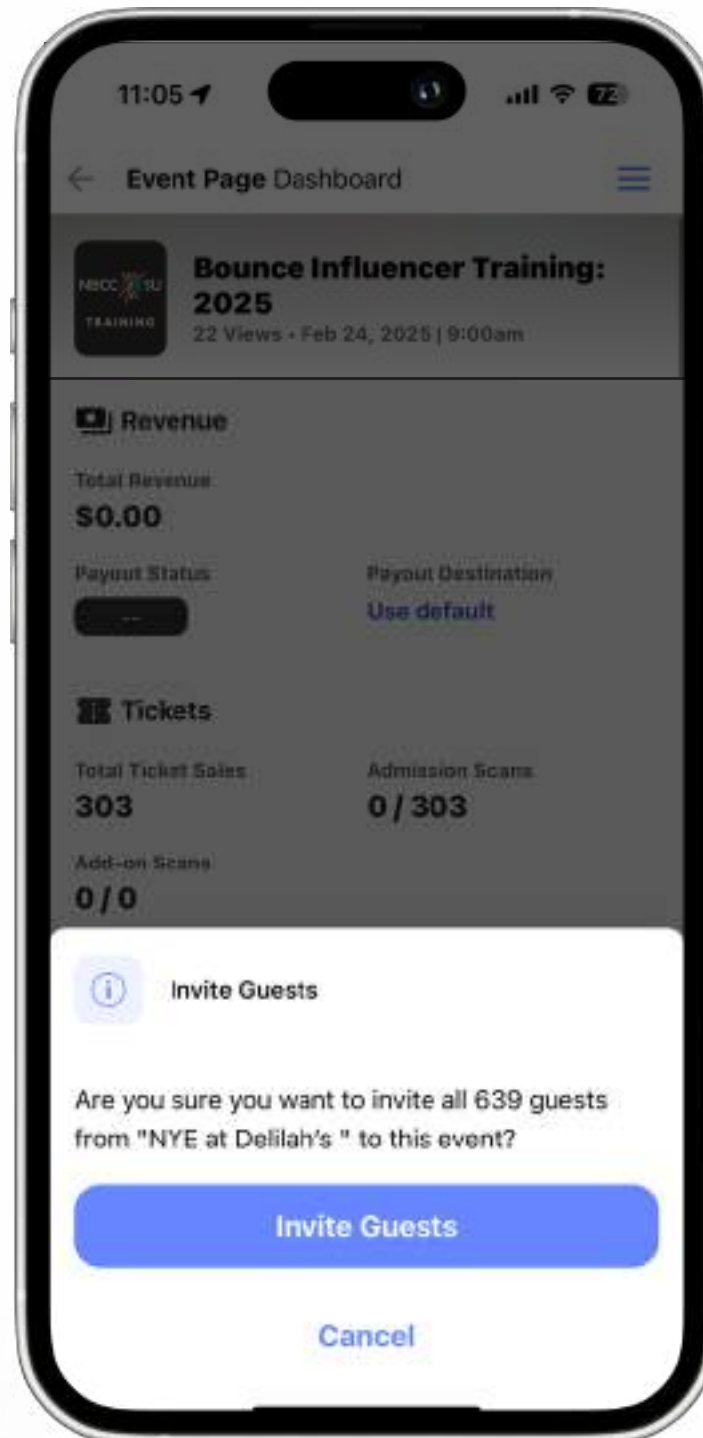 11:05
72
Event Page Dashboard
NBCC SU
TRAINING
Bounce Influencer Training:
2025
22 Views • Feb 24, 2025 | 9:00am
Revenue
Total Revenue
$0.00
Payout Status
Payout Destination
--
Use default
Tickets
Total Ticket Sales
Admission Scans
303
0 / 303
Add-on Scans
0 / 0
Invite Guests
Are you sure you want to invite all 639 guests
from "NYE at Delilah's " to this event?
Invite Guests
Cancel